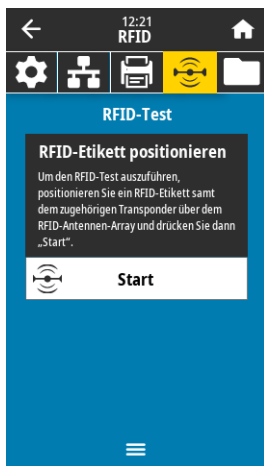 12:21
RFID
RFID-Test
RFID-Etikett positionieren
Um den RFID-Test auszuführen,
positionieren Sie ein RFID-Etikett samt
dem zugehörigen Transponder über dem
RFID-Antennen-Array und drücken Sie dann
„Start“.
Start